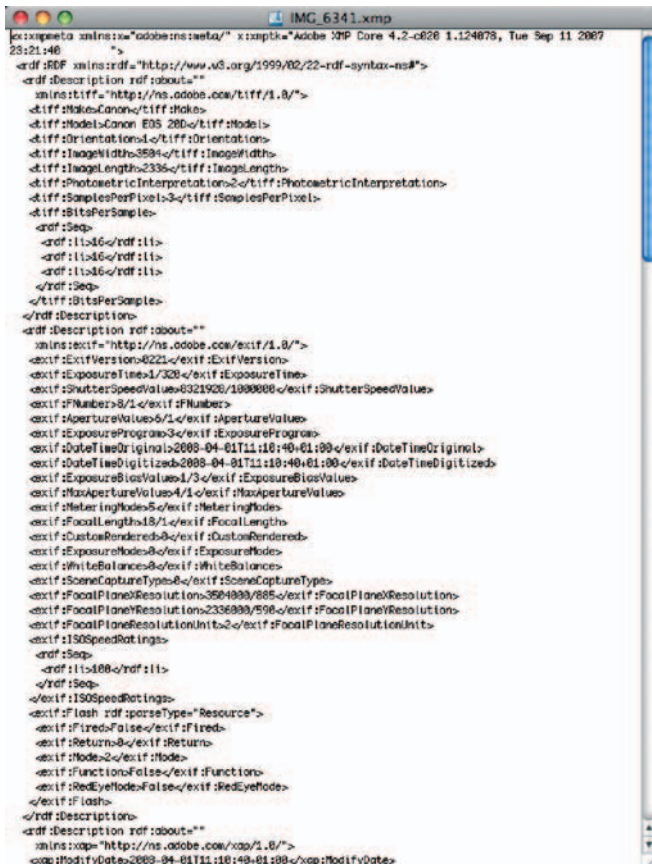 IMG_6341.xmp
<x:xmpmeta xmlns:x="adobe:ns:meta/" x:xmptk="Adobe XMP Core 4.2-c020 1.124078, Tue Sep 11 2007
23:21:40 ">
<rdf:RDF xmlns:rdf="http://www.w3.org/1999/02/22-rdf-syntax-ns#">
<rdf:Description rdf:about=""
xmlns:tiff="http://ns.adobe.com/tiff/1.0/">
<tiff:Make>Canon</tiff:Make>
<tiff:Model>Canon EOS 20D</tiff:Model>
<tiff:Orientation>1</tiff:Orientation>
<tiff:ImageWidth>3504</tiff:ImageWidth>
<tiff:ImageLength>2336</tiff:ImageLength>
<tiff:PhotometricInterpretation>2</tiff:PhotometricInterpretation>
<tiff:SamplesPerPixel>3</tiff:SamplesPerPixel>
<tiff:BitsPerSample>
<rdf:Seq>
<rdf:li>16</rdf:li>
<rdf:li>16</rdf:li>
<rdf:li>16</rdf:li>
</rdf:Seq>
</tiff:BitsPerSample>
</rdf:Description>
<rdf:Description rdf:about=""
xmlns:exif="http://ns.adobe.com/exif/1.0/">
<exif:ExifVersion>0221</exif:ExifVersion>
<exif:ExposureTime>1/320</exif:ExposureTime>
<exif:ShutterSpeedValue>8321928/1000000</exif:ShutterSpeedValue>
<exif:FNumber>8/1</exif:FNumber>
<exif:ApertureValue>6/1</exif:ApertureValue>
<exif:ExposureProgram>3</exif:ExposureProgram>
<exif:DateTimeOriginal>2008-04-01T11:10:40+01:00</exif:DateTimeOriginal>
<exif:DateTimeDigitized>2008-04-01T11:10:40+01:00</exif:DateTimeDigitized>
<exif:ExposureBiasValue>1/3</exif:ExposureBiasValue>
<exif:MaxApertureValue>4/1</exif:MaxApertureValue>
<exif:MeteringMode>5</exif:MeteringMode>
<exif:FocalLength>18/1</exif:FocalLength>
<exif:CustomRendered>0</exif:CustomRendered>
<exif:ExposureMode>0</exif:ExposureMode>
<exif:WhiteBalance>0</exif:WhiteBalance>
<exif:SceneCaptureType>0</exif:SceneCaptureType>
<exif:FocalPlaneXResolution>3504000/885</exif:FocalPlaneXResolution>
<exif:FocalPlaneYResolution>2336000/590</exif:FocalPlaneYResolution>
<exif:FocalPlaneResolutionUnit>2</exif:FocalPlaneResolutionUnit>
<exif:ISOSpeedRatings>
<rdf:Seq>
<rdf:li>100</rdf:li>
</rdf:Seq>
</exif:ISOSpeedRatings>
<exif:Flash rdf:parseType="Resource">
<exif:Fired>False</exif:Fired>
<exif:Return>0</exif:Return>
<exif:Mode>2</exif:Mode>
<exif:Function>False</exif:Function>
<exif:RedEyeMode>False</exif:RedEyeMode>
</exif:Flash>
</rdf:Description>
<rdf:Description rdf:about=""
xmlns:xap="http://ns.adobe.com/xap/1.0/">
<xap:ModifyDate>2008-04-01T11:10:40+01:00</xap:ModifyDate>